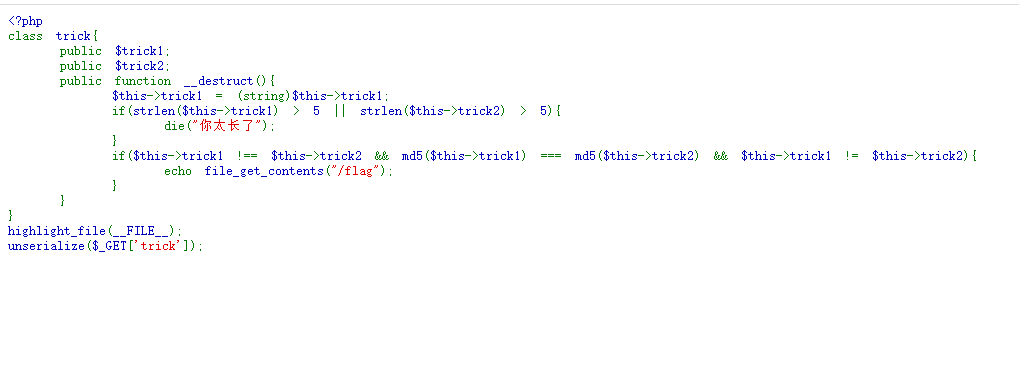 <?php
class trick{
public $trick1;
public $trick2;
public function __destruct(){
$this->trick1 = (string)$this->trick1;
if(strlen($this->trick1) > 5 || strlen($this->trick2) > 5){
die("你太长了");
}
if($this->trick1 !== $this->trick2 && md5($this->trick1) === md5($this->trick2) && $this->trick1 != $this->trick2){
echo file_get_contents("/flag");
}
}
}
highlight_file(__FILE__);
unserialize($_GET['trick']);